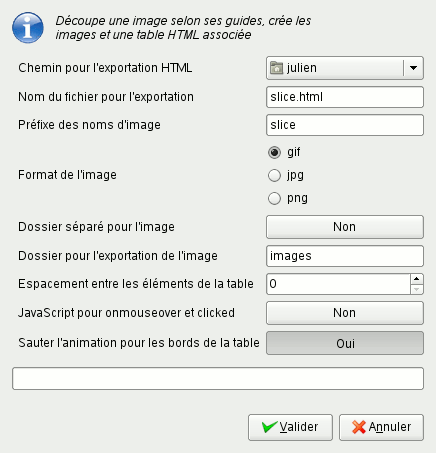 Découpe une image selon ses guides, crée les
images et une table HTML associée
Chemin pour l'exportation HTML julien
Nom du fichier pour l'exportation slice.html
Préfixe des noms d'image slice
gif
Format de l'image jpg
png
Dossier séparé pour l'image Non
Dossier pour l'exportation de l'image images
Espacement entre les éléments de la table 0
JavaScript pour onmouseover et clicked Non
Sauter l'animation pour les bords de la table Oui
Valider Annuler